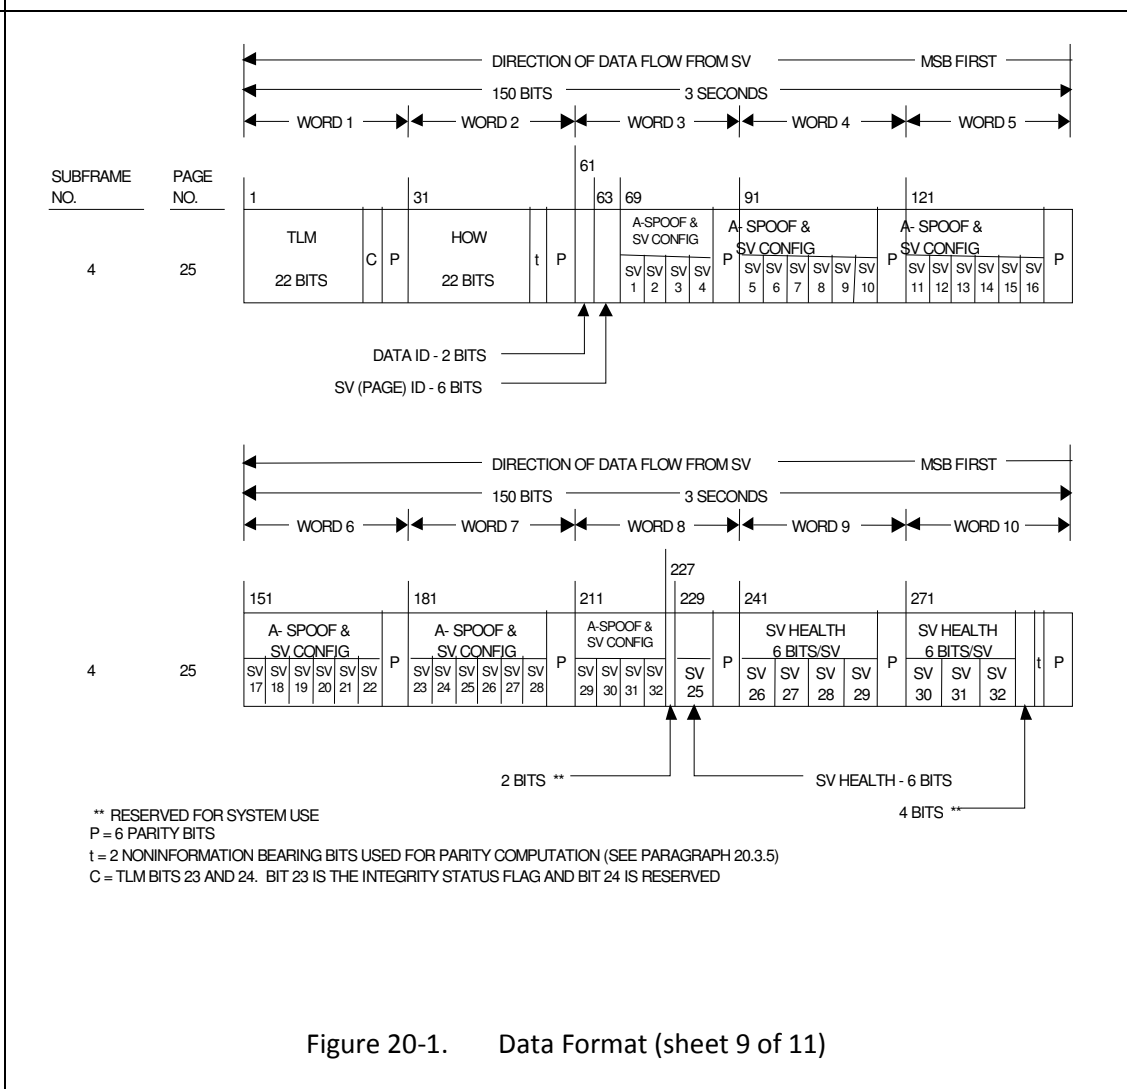 DIRECTION OF DATA FLOW FROM SV MSB FIRST
150 BITS 3 SECONDS
WORD 1 WORD 2 WORD 3 WORD 4 WORD 5
SUBFRAME NO. PAGE NO.
61
1 31 63 69 91 121
4 25
TLM 22 BITS C P
HOW 22 BITS t P
A-SPOOF & SV CONFIG
SV 1 SV 2 SV 3 SV 4 P
A- SPOOF & SV CONFIG
SV 5 SV 6 SV 7 SV 8 SV 9 SV 10 P
A- SPOOF & SV CONFIG
SV 11 SV 12 SV 13 SV 14 SV 15 SV 16 P
DATA ID - 2 BITS
SV (PAGE) ID - 6 BITS
DIRECTION OF DATA FLOW FROM SV MSB FIRST
150 BITS 3 SECONDS
WORD 6 WORD 7 WORD 8 WORD 9 WORD 10
227
151 181 211 229 241 271
4 25
A- SPOOF & SV CONFIG
SV 17 SV 18 SV 19 SV 20 SV 21 SV 22 P
A- SPOOF & SV CONFIG
SV 23 SV 24 SV 25 SV 26 SV 27 SV 28 P
A-SPOOF & SV CONFIG
SV 29 SV 30 SV 31 SV 32
SV 25 P
SV HEALTH 6 BITS/SV
SV 26 SV 27 SV 28 SV 29 P
SV HEALTH 6 BITS/SV
SV 30 SV 31 SV 32 t P
2 BITS ** SV HEALTH - 6 BITS
4 BITS **
** RESERVED FOR SYSTEM USE
P = 6 PARITY BITS
t = 2 NONINFORMATION BEARING BITS USED FOR PARITY COMPUTATION (SEE PARAGRAPH 20.3.5)
C = TLM BITS 23 AND 24. BIT 23 IS THE INTEGRITY STATUS FLAG AND BIT 24 IS RESERVED
Figure 20-1. Data Format (sheet 9 of 11)